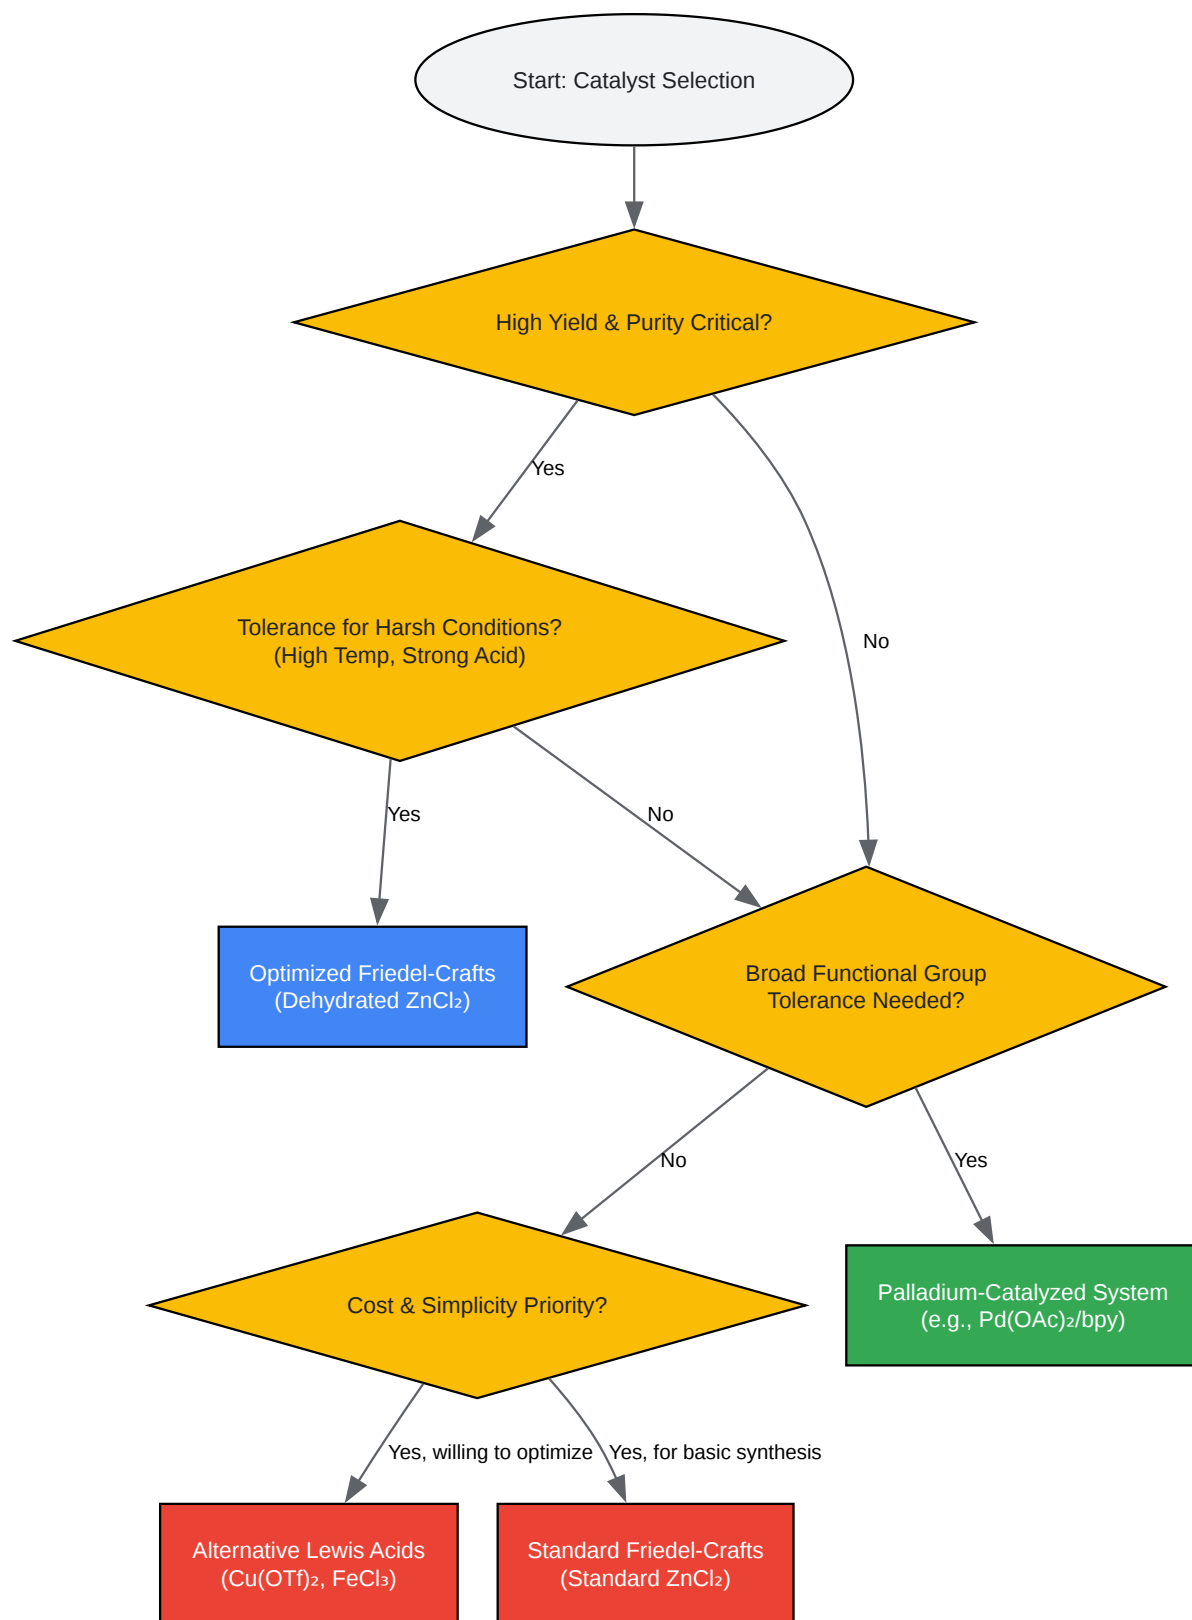 Start: Catalyst Selection
High Yield & Purity Critical?
Yes
No
Tolerance for Harsh Conditions?
(High Temp, Strong Acid)
Yes
No
Optimized Friedel-Crafts
(Dehydrated ZnCl₂)
Broad Functional Group
Tolerance Needed?
No
Yes
Cost & Simplicity Priority?
Palladium-Catalyzed System
(e.g., Pd(OAc)₂/bpy)
Yes, willing to optimize
Yes, for basic synthesis
Alternative Lewis Acids
(Cu(OTf)₂, FeCl₃)
Standard Friedel-Crafts
(Standard ZnCl₂)